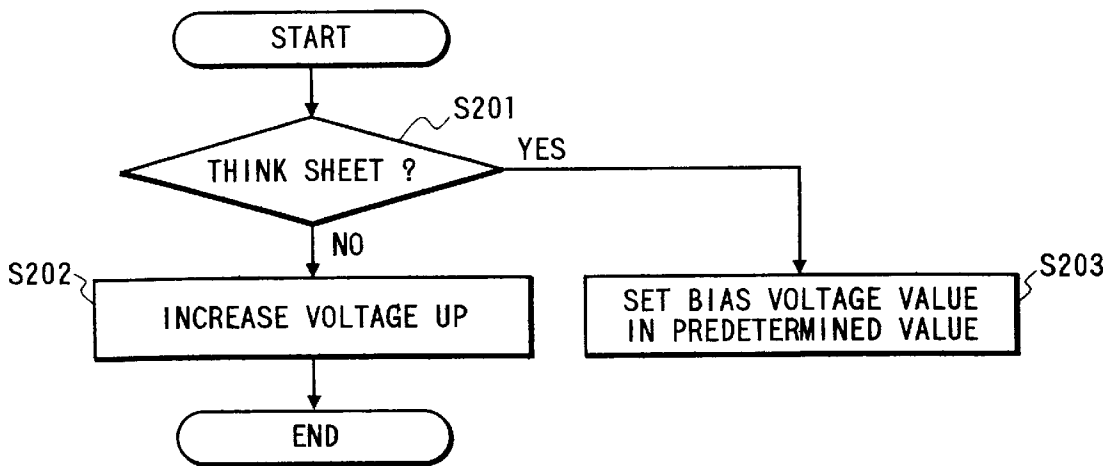 START
S201
THINK SHEET ?
YES
NO
S202
INCREASE VOLTAGE UP
S203
SET BIAS VOLTAGE VALUE
IN PREDETERMINED VALUE
END